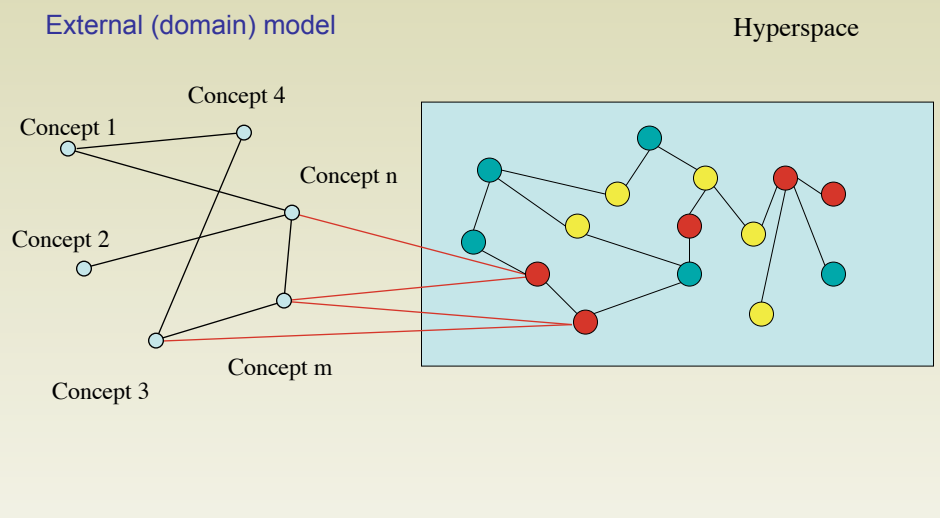 External (domain) model
Hyperspace
Concept 4
Concept 1
Concept n
Concept 2
Concept m
Concept 3